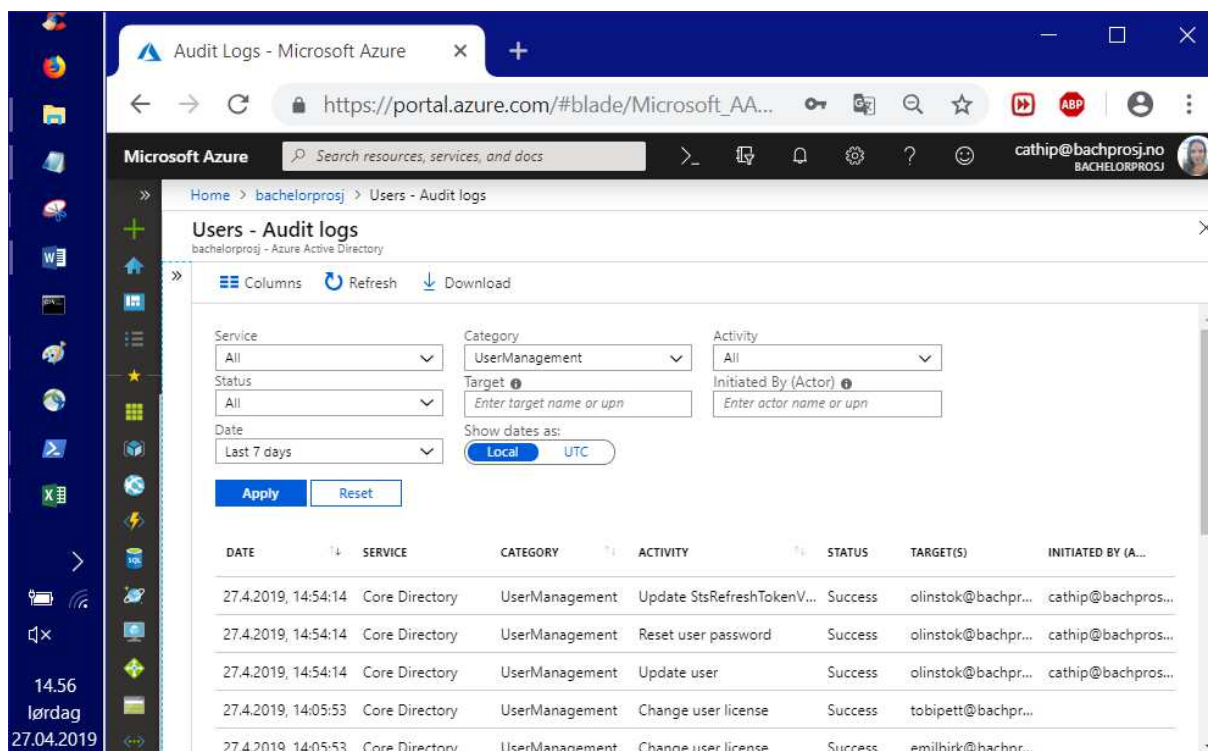 Audit Logs - Microsoft Azure
https://portal.azure.com/#blade/Microsoft_AA...
ABP
Microsoft Azure
Search resources, services, and docs
cathip@bachprosj.no
BACHELORPROSJ
Home > bachelorprosj > Users - Audit logs
Users - Audit logs
bachelorprosj - Azure Active Directory
Columns Refresh Download
Service Category Activity
All UserManagement All
Status Target Initiated By (Actor)
All Enter target name or upn Enter actor name or upn
Date Show dates as:
Last 7 days Local UTC
Apply Reset
DATE SERVICE CATEGORY ACTIVITY STATUS TARGET(S) INITIATED BY (A...
27.4.2019, 14:54:14 Core Directory UserManagement Update StsRefreshTokenV... Success olinstok@bachpr... cathip@bachpros...
27.4.2019, 14:54:14 Core Directory UserManagement Reset user password Success olinstok@bachpr... cathip@bachpros...
27.4.2019, 14:54:14 Core Directory UserManagement Update user Success olinstok@bachpr... cathip@bachpros...
27.4.2019, 14:05:53 Core Directory UserManagement Change user license Success tobipett@bachpr...
27.4.2019, 14:05:53 Core Directory UserManagement Change user license Success emilhirk@bachpr...
SQL
14.56
lørdag
27.04.2019